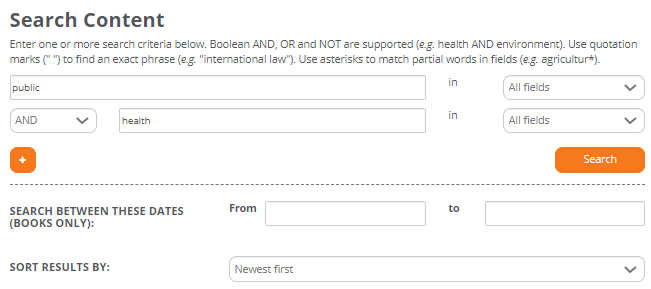 Search Content
Enter one or more search criteria below. Boolean AND, OR and NOT are supported (e.g. health AND environment). Use quotation
marks (" ") to find an exact phrase (e.g. "international law"). Use asterisks to match partial words in fields (e.g. agricultur*).
public in All fields
AND health in All fields
+ Search
SEARCH BETWEEN THESE DATES
(BOOKS ONLY):
From to
SORT RESULTS BY: Newest first